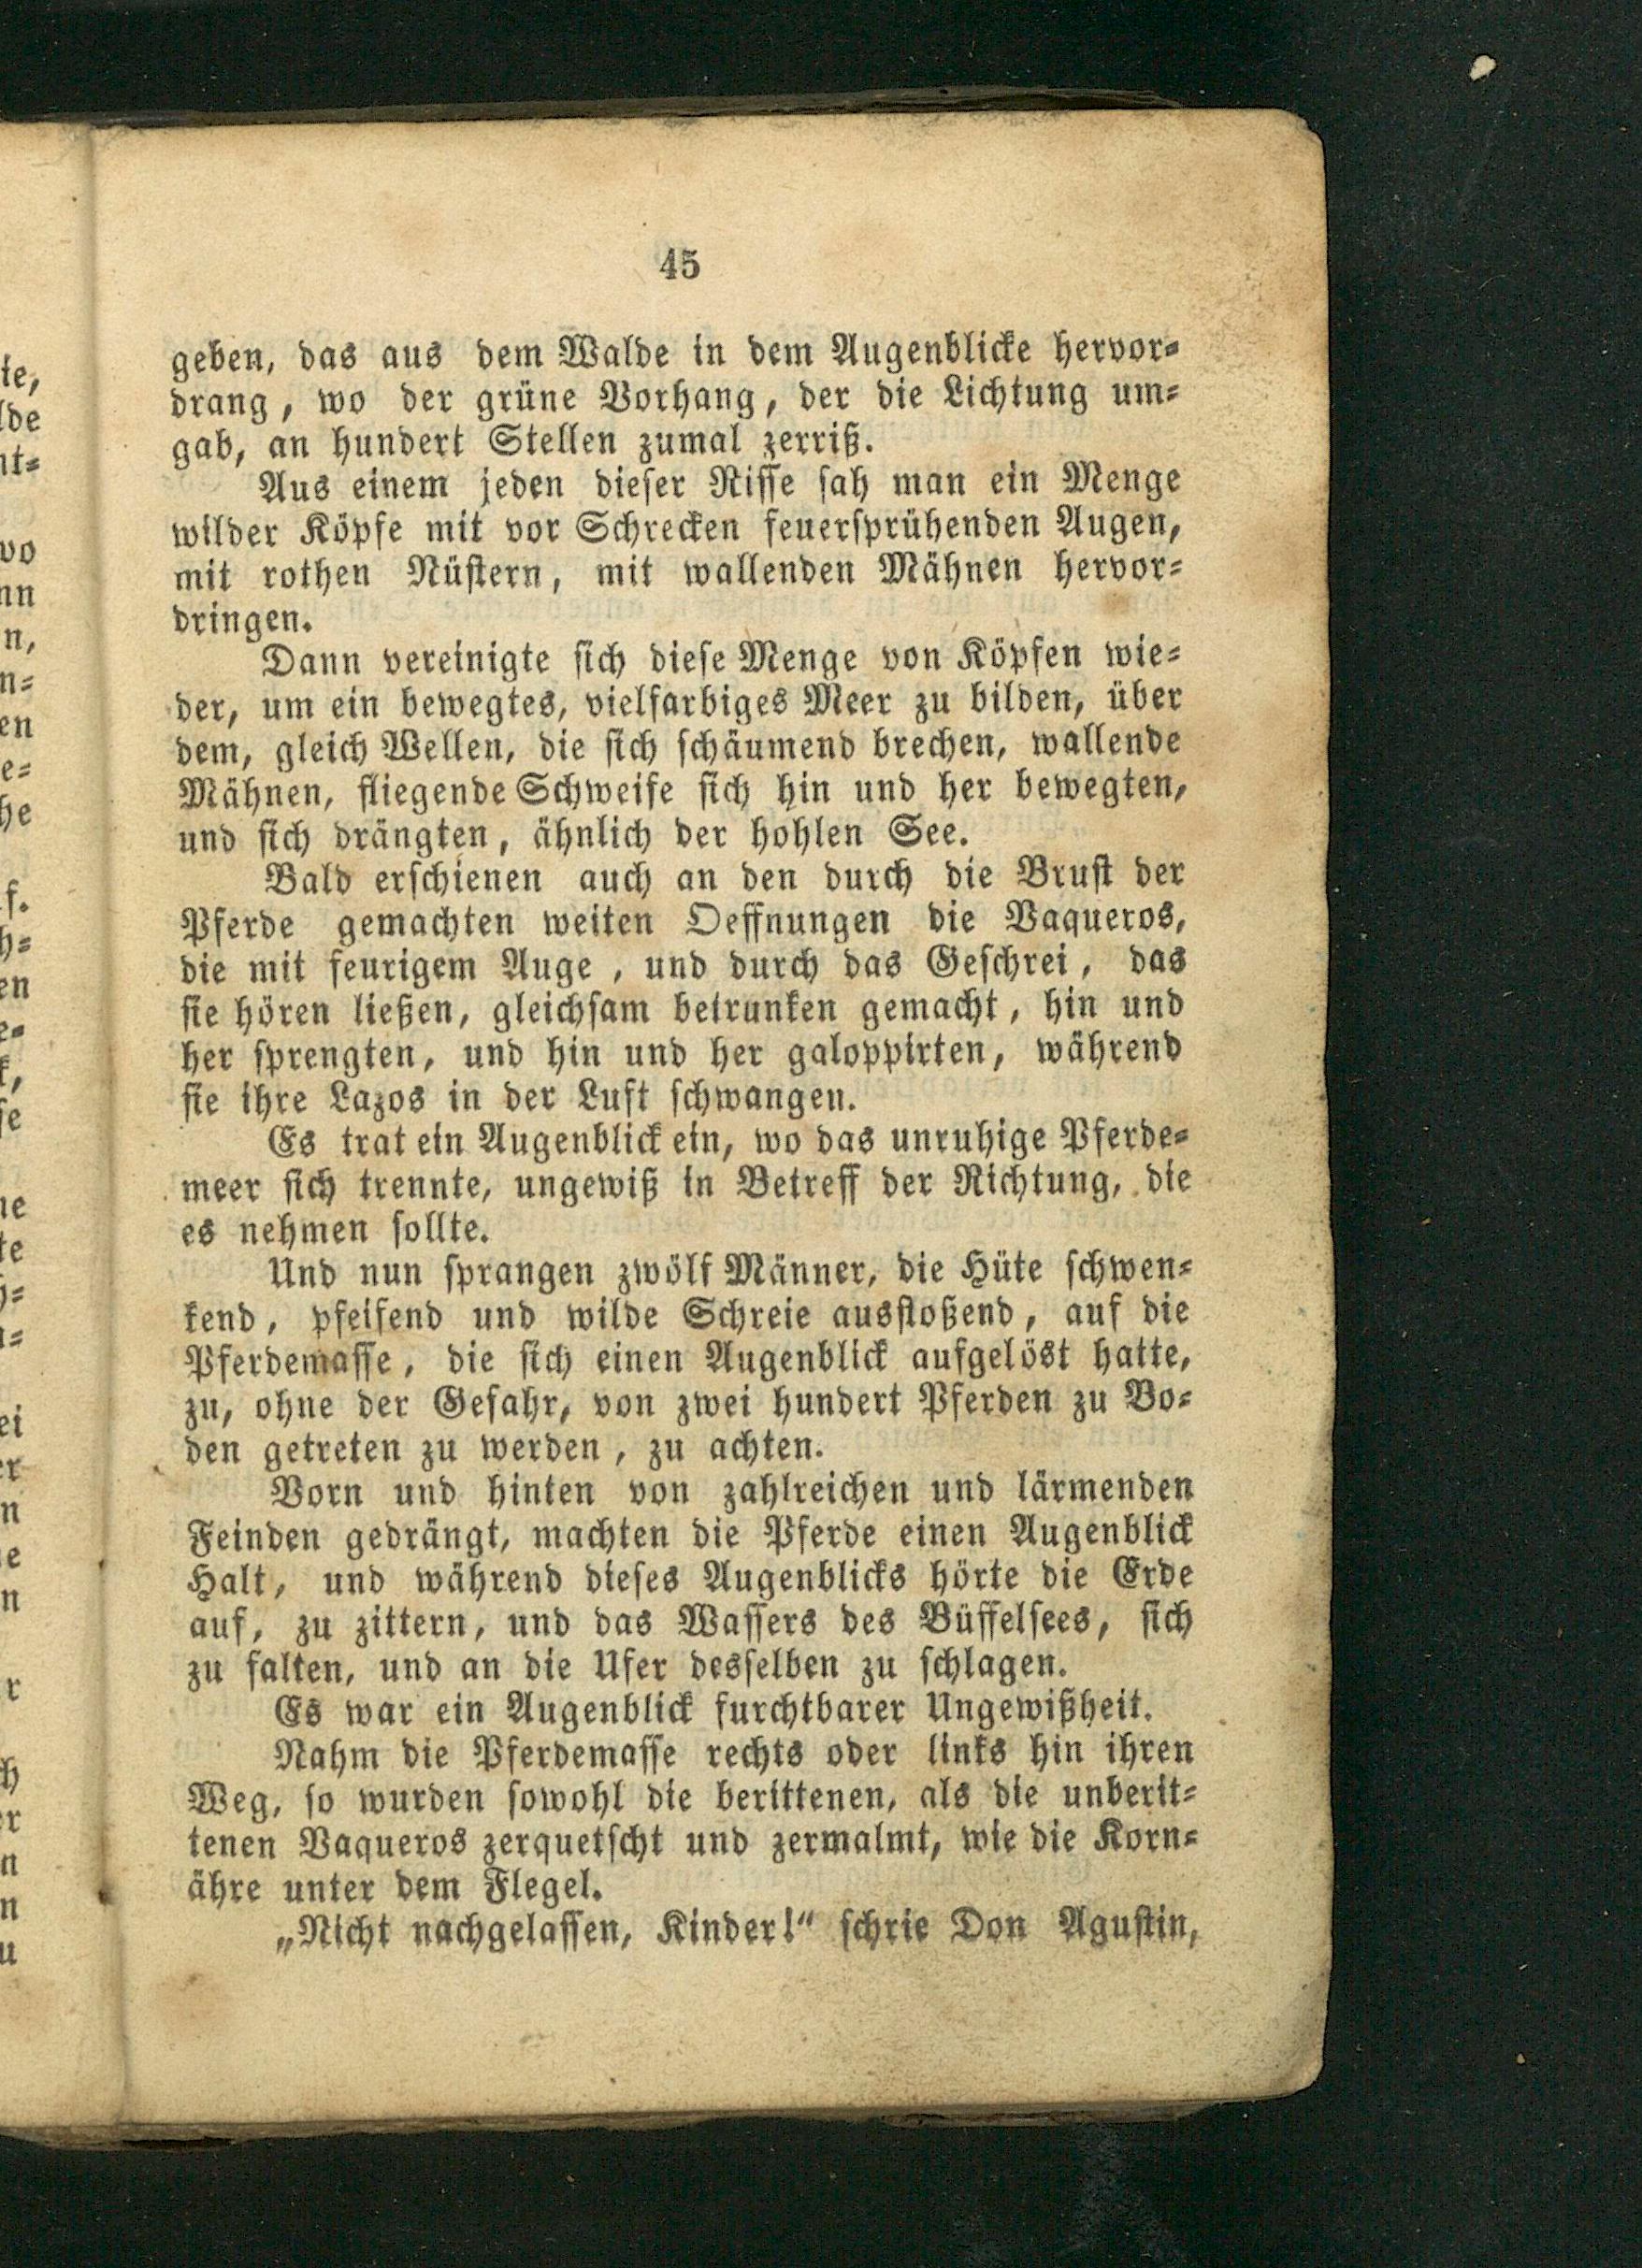 45
geben, das aus dem Walde in dem Augenblicke hervor-
drang, wo der grüne Vorhang, der die Lichtung um-
gab, an hundert Stellen zumal zerriß.
Aus einem jeden dieser Risse sah man ein Menge
wilder Köpfe mit vor Schrecken feuersprühenden Augen,
mit rothen Nüstern, mit wallenden Mähnen hervor-
dringen.
Dann vereinigte sich diese Menge von Köpfen wie-
der, um ein bewegtes, vielfarbiges Meer zu bilden, über
dem, gleich Wellen, die sich schäumend brechen, wallende
Mähnen, fliegende Schweife sich hin und her bewegten,
und sich drängten, ähnlich der hohlen See.
Bald erschienen auch an den durch die Brust der
Pferde gemachten weiten Oeffnungen die Vaqueros,
die mit feurigem Auge, und durch das Geschrei, das
sie hören ließen, gleichsam betrunken gemacht, hin und
her sprengten, und hin und her galoppirten, während
sie ihre Lazos in der Luft schwangen.
Es trat ein Augenblick ein, wo das unruhige Pferde-
meer sich trennte, ungewiß in Betreff der Richtung, die
es nehmen sollte.
Und nun sprangen zwölf Männer, die Hüte schwen-
kend, pfeifend und wilde Schreie ausstoßend, auf die
Pferdemasse, die sich einen Augenblick aufgelöst hatte,
zu, ohne der Gefahr, von zwei hundert Pferden zu Bo-
den getreten zu werden, zu achten.
Vorn und hinten von zahlreichen und lärmenden
Feinden gedrängt, machten die Pferde einen Augenblick
Halt, und während dieses Augenblicks hörte die Erde
auf, zu zittern, und das Wassers des Büffelsees, sich
zu falten, und an die Ufer desselben zu schlagen.
Es war ein Augenblick furchtbarer Ungewißheit.
Nahm die Pferdemasse rechts oder links hin ihren
Weg, so wurden sowohl die berittenen, als die unberit-
tenen Vaqueros zerquetscht und zermalmt, wie die Korn-
ähre unter dem Flegel.
„Nicht nachgelassen, Kinder!“ schrie Don Agustin,